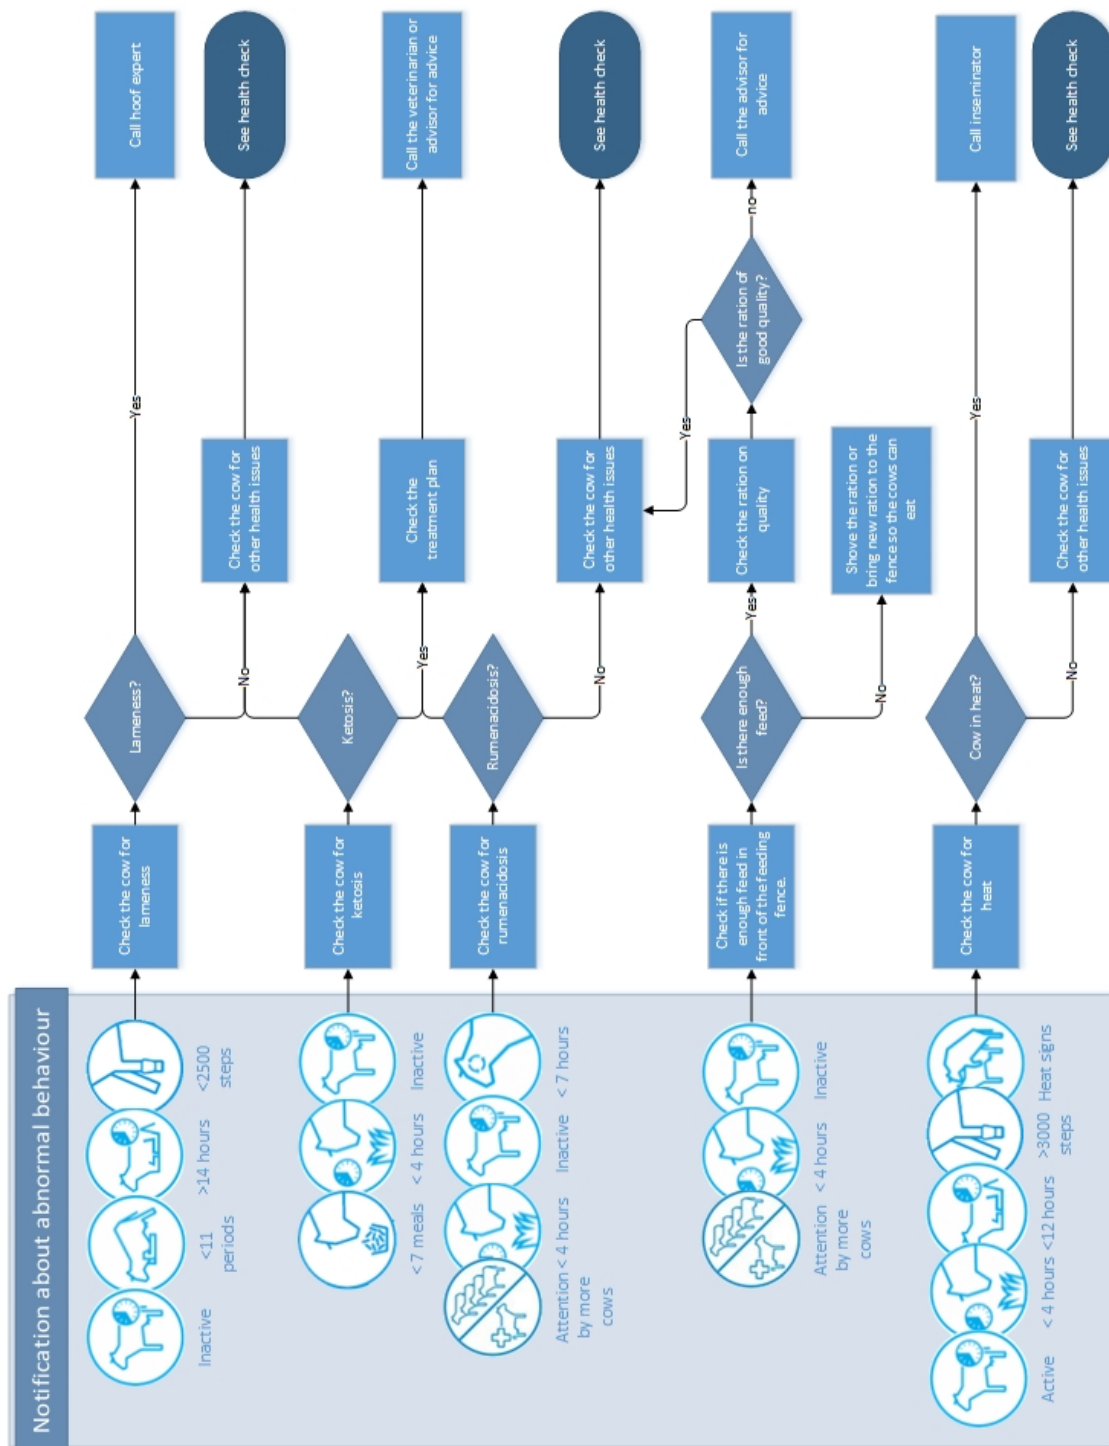 Notification about abnormal behaviour
Inactive
<11
periods
>14 hours
<2500
steps
Check the cow for
lameness
Lameness?
Yes
Call hoof expert
No
Check the cow for
other health issues
See health check
< 7 meals
< 4 hours
Inactive
Check the cow for
ketosis
Ketosis?
Yes
Check the
treatment plan
Call the veterinarian or
advisor for advice
Attention
by more
cows
< 4 hours
Inactive
< 7 hours
Check the cow for
rumenacidosis
Rumenacidosis?
No
Check the cow for
other health issues
See health check
Attention
by more
cows
< 4 hours
Inactive
Check if there is
enough feed in
front of the feeding
fence.
Is there enough
feed?
Yes
Check the ration on
quality
Is the ration of
good quality?
Yes
no
Call the advisor for
advice
No
Shove the ration or
bring new ration to the
fence so the cows can
eat
Active
< 4 hours
<12 hours
>3000
steps
Heat signs
Check the cow for
heat
Cow in heat?
Yes
Call inseminator
No
Check the cow for
other health issues
See health check